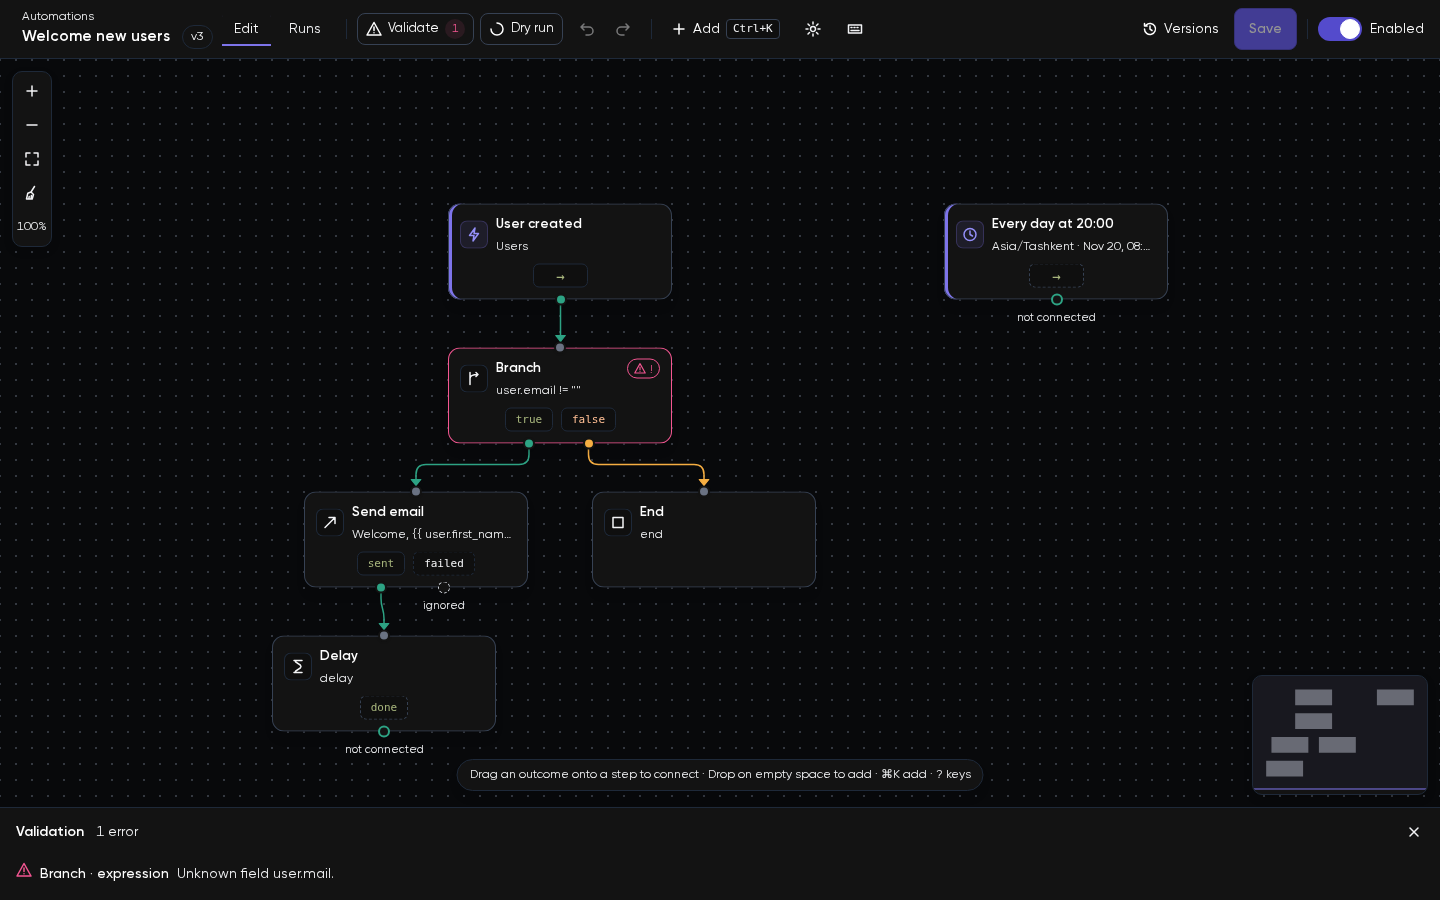 Automations
Welcome new users v3
Edit Runs Validate 1 Dry run Add Ctrl+K Versions Save Enabled
100%
User created
Users
→
Every day at 20:00
Asia/Tashkent · Nov 20, 08:...
→
not connected
Branch !
user.email != ""
true false
Send email
Welcome, {{ user.first_nam...
sent failed
ignored
End
end
Delay
delay
done
not connected
Drag an outcome onto a step to connect · Drop on empty space to add · ⌘K add · ? keys
Validation 1 error
Branch · expression Unknown field user.mail.